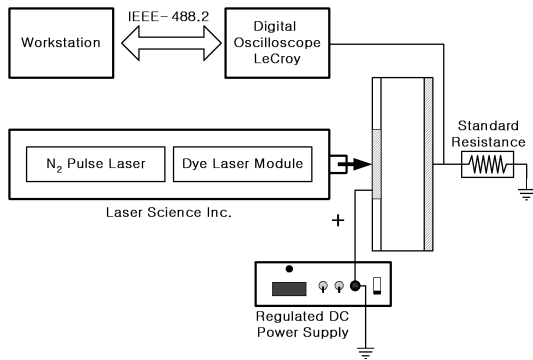 IEEE-488.2
Workstation
Digital
Oscilloscope
LeCroy
Standard
Resistance
N2 Pulse Laser
Dye Laser Module
Laser Science Inc.
+
Regulated DC
Power Supply